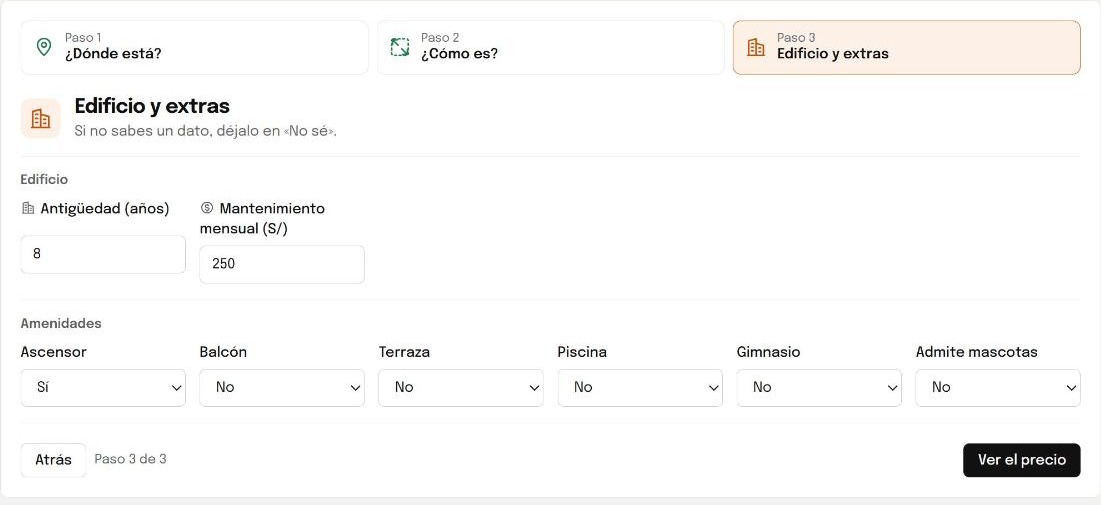 Paso 1
¿Dónde está?
Paso 2
¿Cómo es?
Paso 3
Edificio y extras
Edificio y extras
Si no sabes un dato, déjalo en «No sé».
Edificio
Antigüedad (años)
Mantenimiento
mensual (S/)
8
250
Amenidades
Ascensor
Balcón
Terraza
Piscina
Gimnasio
Admite mascotas
Sí
No
No
No
No
No
Atrás
Paso 3 de 3
Ver el precio